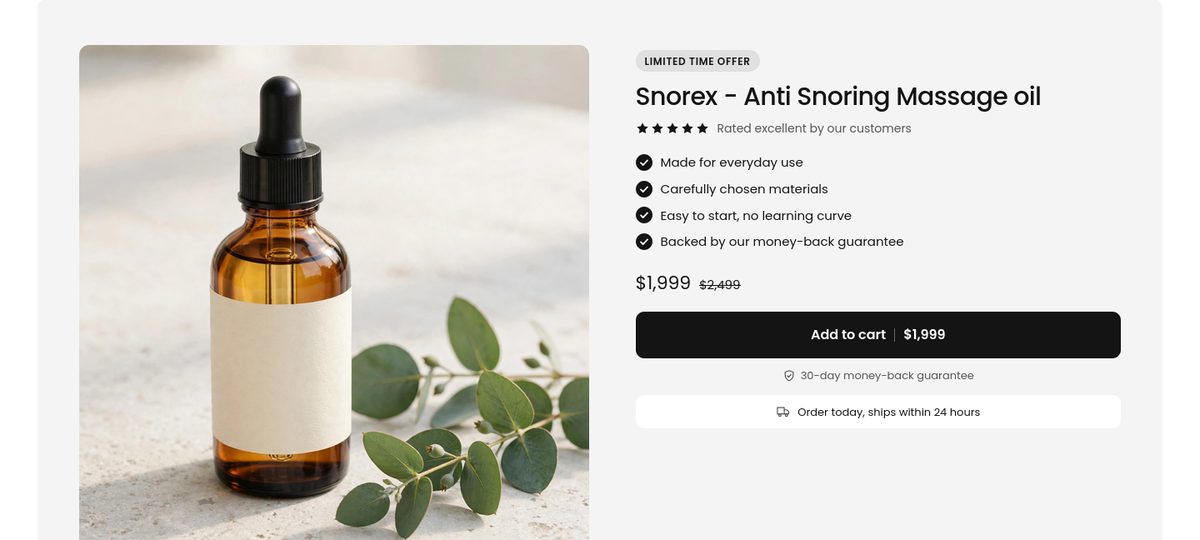 LIMITED TIME OFFER
Snorex - Anti Snoring Massage oil
Rated excellent by our customers
Made for everyday use
Carefully chosen materials
Easy to start, no learning curve
Backed by our money-back guarantee
$1,999 $2,499
Add to cart | $1,999
30-day money-back guarantee
Order today, ships within 24 hours